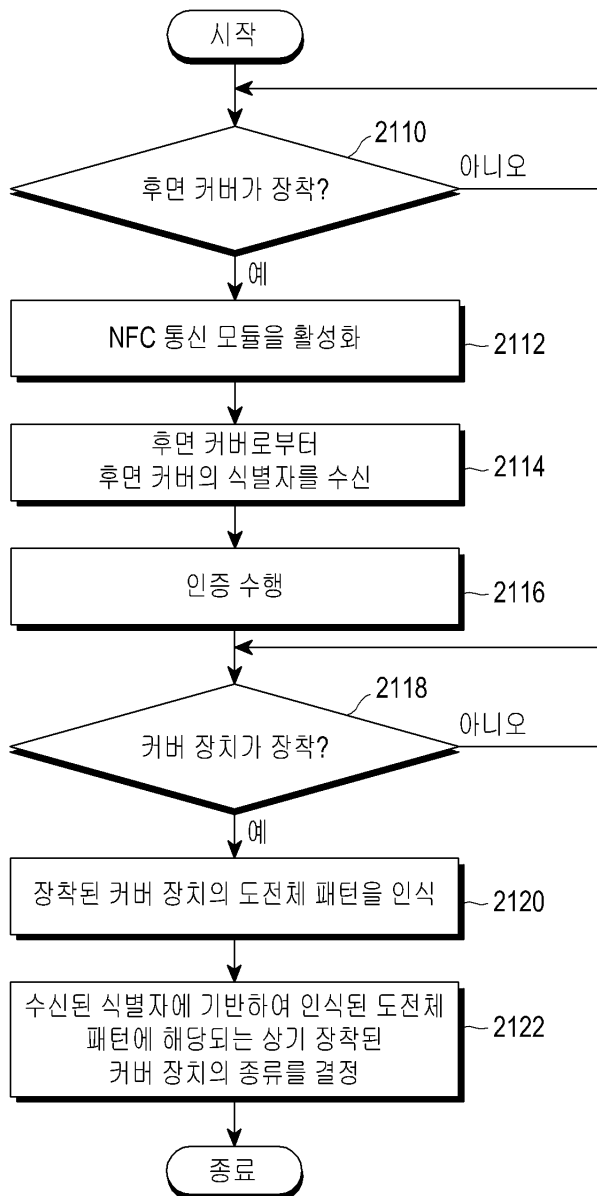 시작
2110
후면 커버가 장착?
아니오
예
NFC 통신 모듈을 활성화
2112
후면 커버로부터
후면 커버의 식별자를 수신
2114
인증 수행
2116
2118
커버 장치가 장착?
아니오
예
장착된 커버 장치의 도전체 패턴을 인식
2120
수신된 식별자에 기반하여 인식된 도전체
패턴에 해당되는 상기 장착된
커버 장치의 종류를 결정
2122
종료